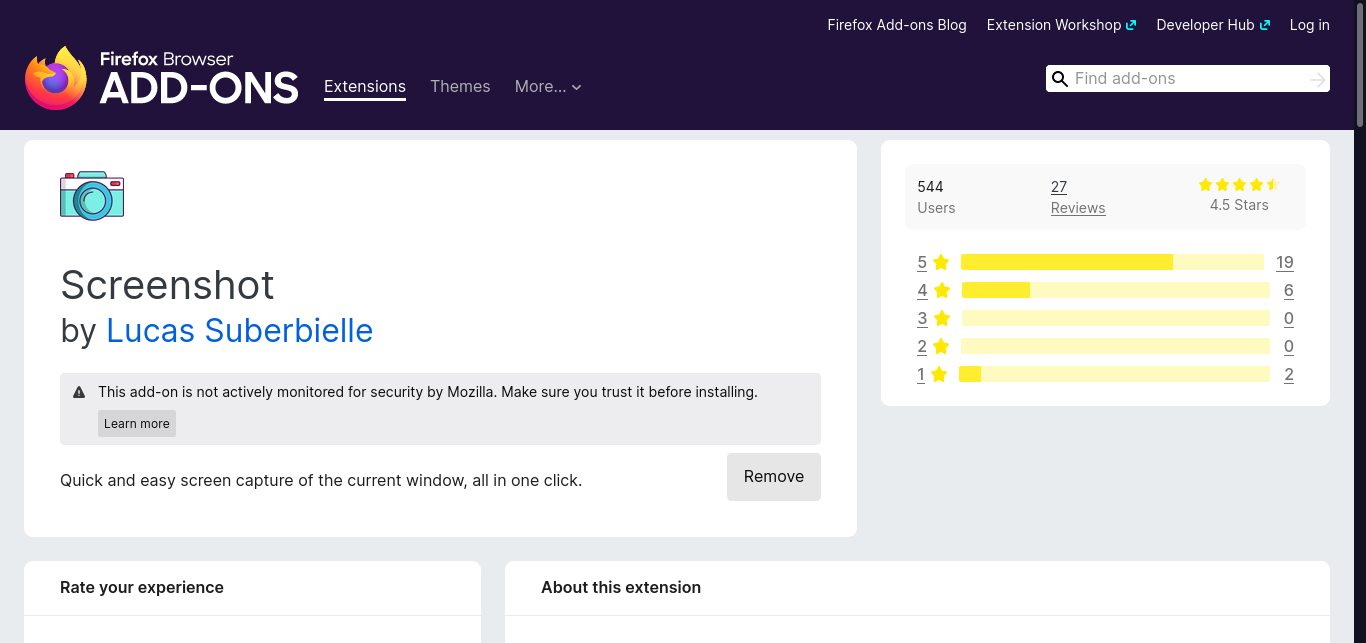 Firefox Add-ons Blog Extension Workshop Developer Hub Log in
Firefox Browser
ADD-ONS
Extensions Themes More...
Find add-ons
Screenshot
by Lucas Suberbielle
This add-on is not actively monitored for security by Mozilla. Make sure you trust it before installing.
Learn more
Quick and easy screen capture of the current window, all in one click.
Remove
544 27
Users Reviews 4.5 Stars
5 19
4 6
3 0
2 0
1 2
Rate your experience
About this extension